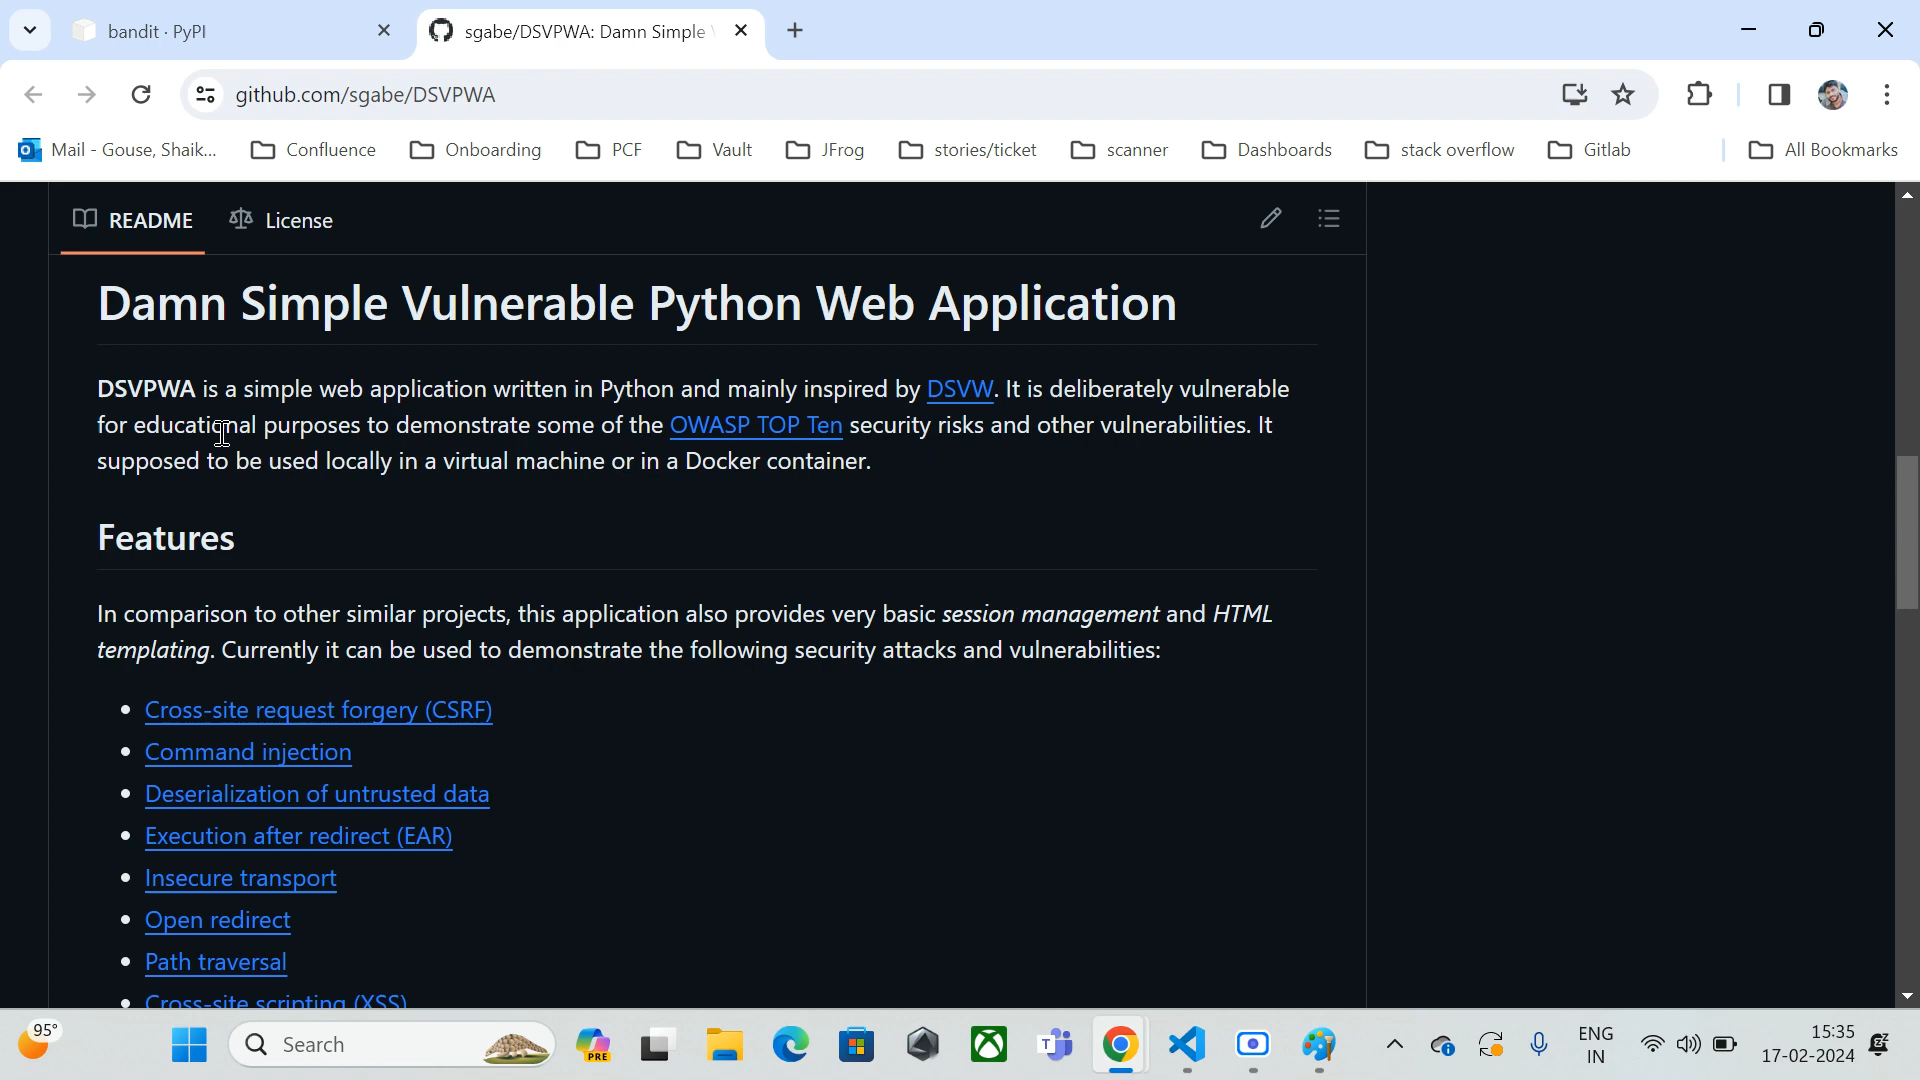 bandit · PyPI
sgabe/DSVPWA: Damn Simple
github.com/sgabe/DSVPWA
Mail - Gouse, Shaik... Confluence Onboarding PCF Vault JFrog stories/ticket scanner Dashboards stack overflow Gitlab All Bookmarks
README License
Damn Simple Vulnerable Python Web Application
DSVPWA is a simple web application written in Python and mainly inspired by DSVW. It is deliberately vulnerable
for educational purposes to demonstrate some of the OWASP TOP Ten security risks and other vulnerabilities. It
supposed to be used locally in a virtual machine or in a Docker container.
Features
In comparison to other similar projects, this application also provides very basic session management and HTML
templating. Currently it can be used to demonstrate the following security attacks and vulnerabilities:
Cross-site request forgery (CSRF)
Command injection
Deserialization of untrusted data
Execution after redirect (EAR)
Insecure transport
Open redirect
Path traversal
Cross-site scripting (XSS)
95°
Search
PRE
T
ENG
IN
15:35
17-02-2024